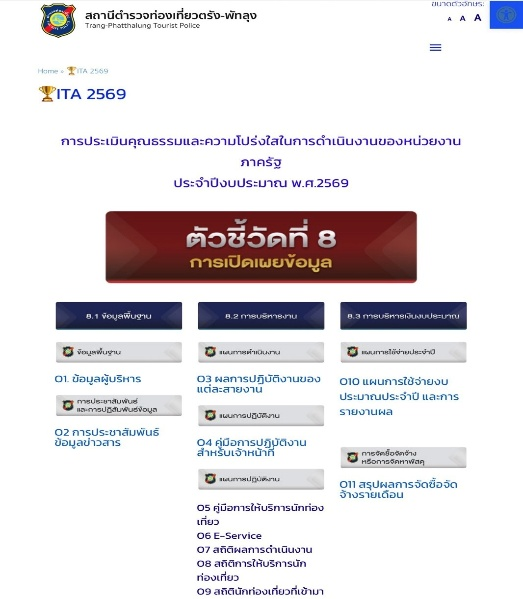 ขนาดตัวอักษร:
A A A
สถานีตำรวจท่องเที่ยวตรัง-พัทลุง
Trang-Phatthalung Tourist Police
Home » 🏆ITA 2569
🏆ITA 2569
การประเมินคุณธรรมและความโปร่งใสในการดำเนินงานของหน่วยงาน
ภาครัฐ
ประจำปีงบประมาณ พ.ศ.2569
ตัวชี้วัดที่ 8
การเปิดเผยข้อมูล
8.1 ข้อมูลพื้นฐาน
ข้อมูลพื้นฐาน
O1. ข้อมูลผู้บริหาร
การประชาสัมพันธ์
และการปฏิสัมพันธ์ข้อมูล
O2 การประชาสัมพันธ์
ข้อมูลข่าวสาร
8.2 การบริหารงาน
แผนการดำเนินงาน
O3 ผลการปฏิบัติงานของ
แต่ละสายงาน
แผนการปฏิบัติงาน
O4 คู่มือการปฏิบัติงาน
สำหรับเจ้าหน้าที่
แผนการปฏิบัติงาน
O5 คู่มือการให้บริการนักท่อง
เที่ยว
O6 E-Service
O7 สถิติผลการดำเนินงาน
O8 สถิติการให้บริการนัก
ท่องเที่ยว
O9 สถิตินักท่องเที่ยวที่เข้ามา
8.3 การบริหารเงินงบประมาณ
แผนการใช้จ่ายประจำปี
O10 แผนการใช้จ่ายงบ
ประมาณประจำปี และการ
รายงานผล
การจัดซื้อจัดจ้าง
หรือการจัดหาพัสดุ
O11 สรุปผลการจัดซื้อจัด
จ้างรายเดือน